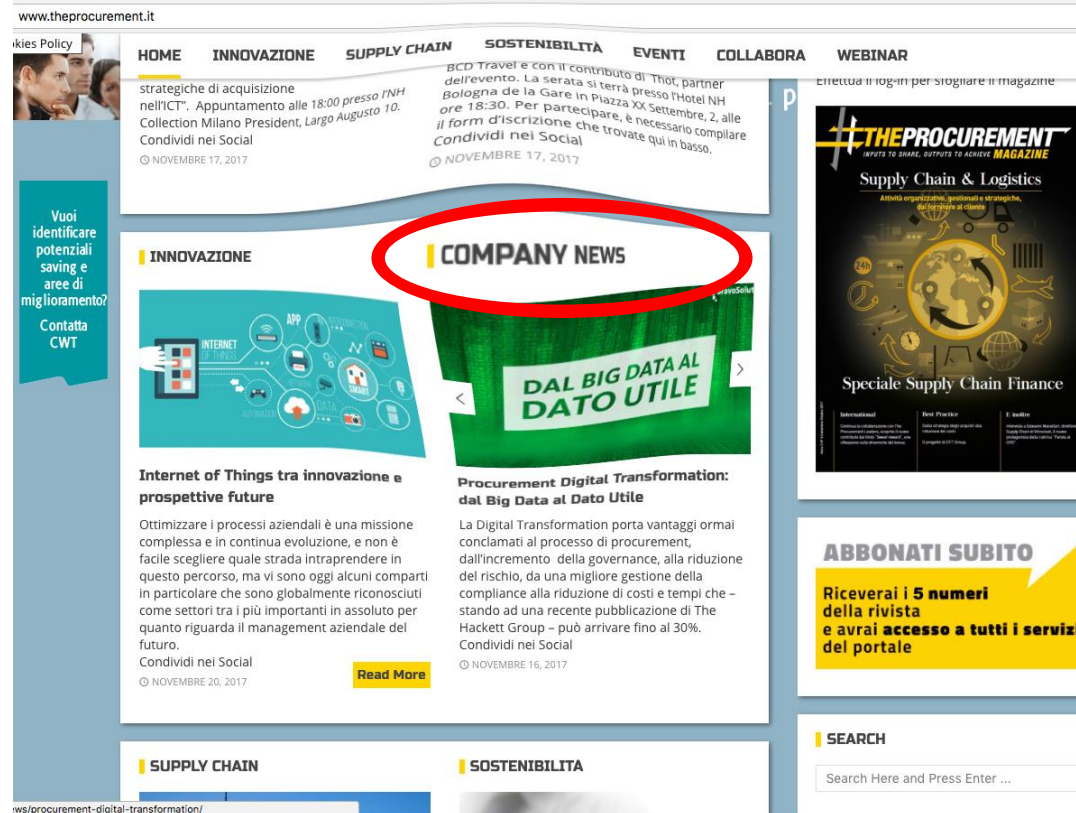 www.theprocurement.it
kies Policy
HOME INNOVAZIONE SUPPLY CHAIN SOSTENIBILITÀ EVENTI COLLABORA WEBINAR
strategiche di acquisizione
nell'ICT". Appuntamento alle 18:00 presso l'NH
Collection Milano President, Largo Augusto 10.
Condividi nei Social
NOVEMBRE 17, 2017
BCD Travel e con il contributo di Thot, partner
dell'evento. La serata si terrà presso l'Hotel NH
Bologna de la Gare in Piazza XX Settembre, 2, alle
ore 18:30. Per partecipare, è necessario compilare
il form d'iscrizione che trovate qui in basso.
Condividi nei Social
NOVEMBRE 17, 2017
Vuoi
identificare
potenziali
saving e
aree di
miglioramento?
Contatta
CWT
INNOVAZIONE
APP
INTERCONNECTION
INTERNET
OF THINGS
SMART
DATA
AUTOMATION
Internet of Things tra innovazione e
prospettive future
Ottimizzare i processi aziendali è una missione
complessa e in continua evoluzione, e non è
facile scegliere quale strada intraprendere in
questo percorso, ma vi sono oggi alcuni comparti
in particolare che sono globalmente riconosciuti
come settori tra i più importanti in assoluto per
quanto riguarda il management aziendale del
futuro.
Condividi nei Social
NOVEMBRE 20, 2017
Read More
COMPANY NEWS
BravoSolut
DAL BIG DATA AL
DATO UTILE
Procurement Digital Transformation:
dal Big Data al Dato Utile
La Digital Transformation porta vantaggi ormai
conclamati al processo di procurement,
dall'incremento della governance, alla riduzione
del rischio, da una migliore gestione della
compliance alla riduzione di costi e tempi che –
stando ad una recente pubblicazione di The
Hackett Group – può arrivare fino al 30%.
Condividi nei Social
NOVEMBRE 16, 2017
SUPPLY CHAIN
SOSTENIBILITA
ews/procurement-digital-transformation/
P
Effettua il log-in per sfogliare il magazine
#THEPROCUREMENT
INPUTS TO SHARE, OUTPUTS TO ACHIEVE MAGAZINE
Supply Chain & Logistics
Attività organizzative, gestionali e strategiche,
dal fornitore al cliente
24h
Speciale Supply Chain Finance
International
Best Practice
E inoltre
ABBONATI SUBITO
Riceverai i 5 numeri
della rivista
e avrai accesso a tutti i servizi
del portale
SEARCH
Search Here and Press Enter ...